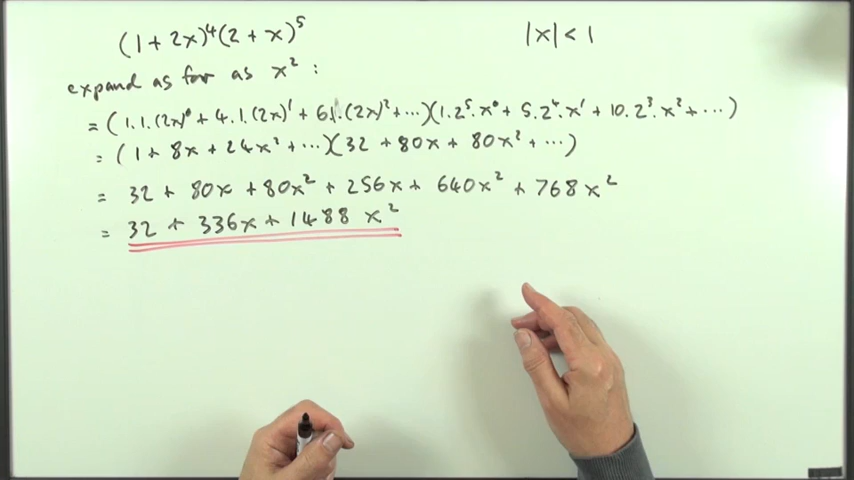 (1 + 2x)⁴(2 + x)⁵ |x| < 1
expand as far as x² :
= (1.1.(2x)⁰ + 4.1.(2x)¹ + 6.1.(2x)² + ...)(1.2⁵.x⁰ + 5.2⁴.x¹ + 10.2³.x² + ...)
= (1 + 8x + 24x² + ...)(32 + 80x + 80x² + ...)
= 32 + 80x + 80x² + 256x + 640x² + 768x²
= 32 + 336x + 1488 x²